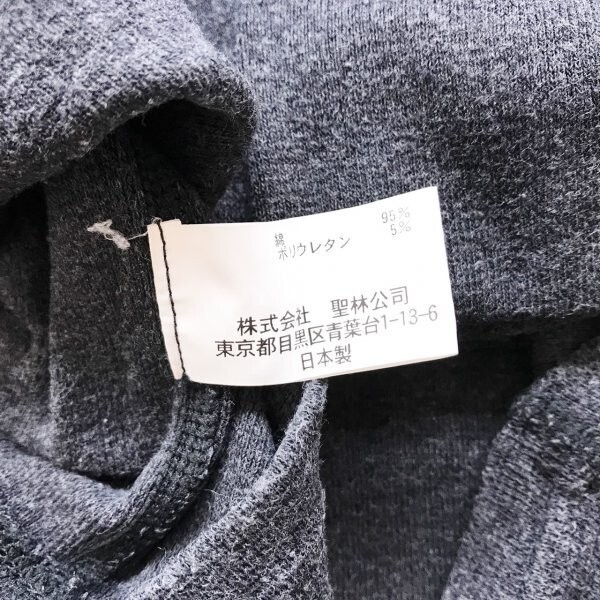 綿 95%
ポリウレタン 5%
株式会社 聖林公司
東京都目黒区青葉台1-13-6
日本製